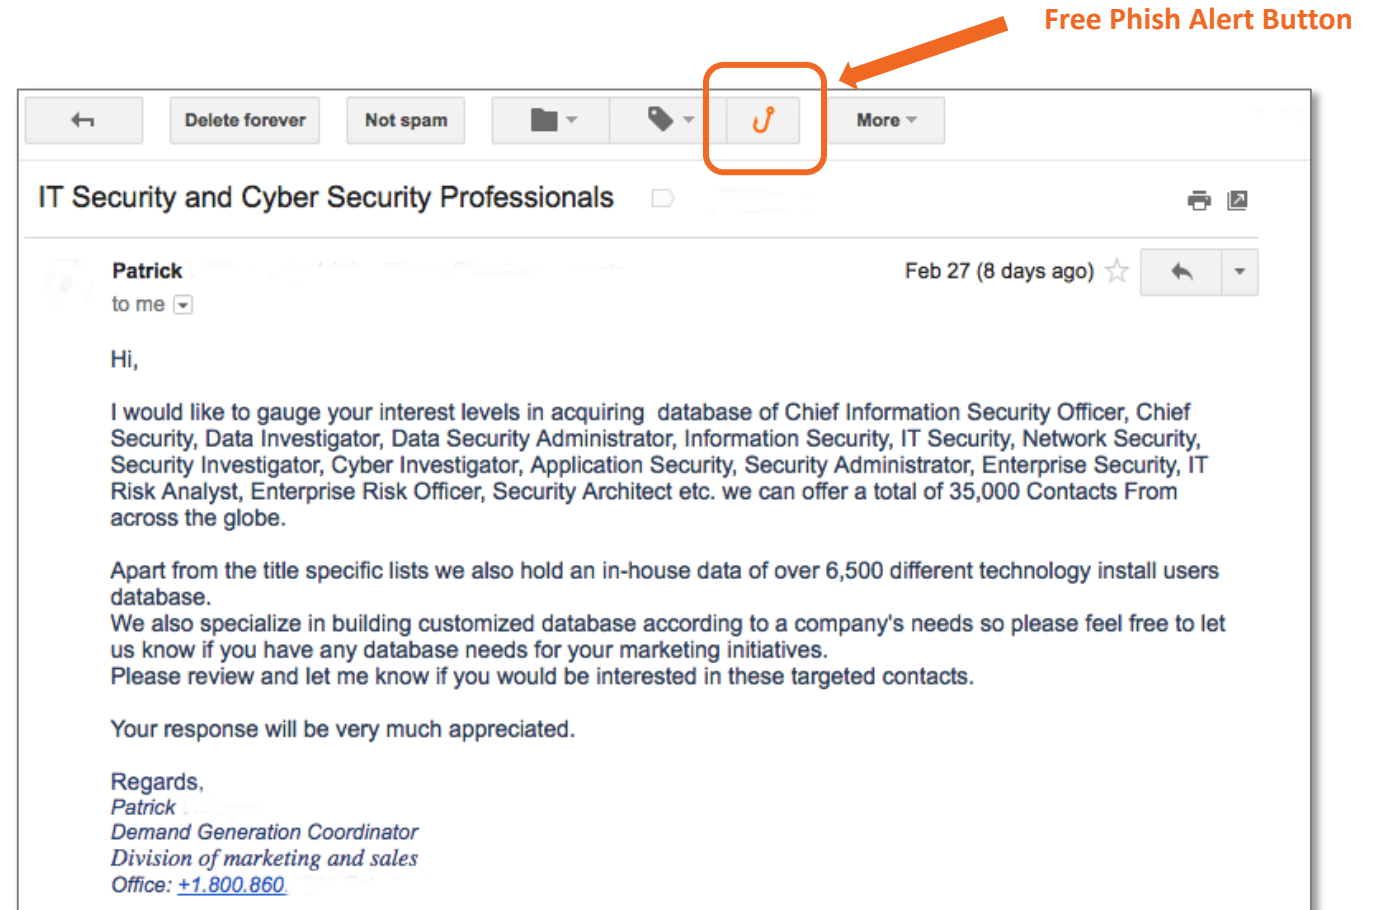 Free Phish Alert Button
Delete forever
Not spam
More
IT Security and Cyber Security Professionals
Patrick
Feb 27 (8 days ago)
to me
Hi,
I would like to gauge your interest levels in acquiring  database of Chief Information Security Officer, Chief
Security, Data Investigator, Data Security Administrator, Information Security, IT Security, Network Security,
Security Investigator, Cyber Investigator, Application Security, Security Administrator, Enterprise Security, IT
Risk Analyst, Enterprise Risk Officer, Security Architect etc. we can offer a total of 35,000 Contacts From
across the globe.
Apart from the title specific lists we also hold an in-house data of over 6,500 different technology install users
database.
We also specialize in building customized database according to a company's needs so please feel free to let
us know if you have any database needs for your marketing initiatives.
Please review and let me know if you would be interested in these targeted contacts.
Your response will be very much appreciated.
Regards,
Patrick
Demand Generation Coordinator
Division of marketing and sales
Office: +1.800.860.